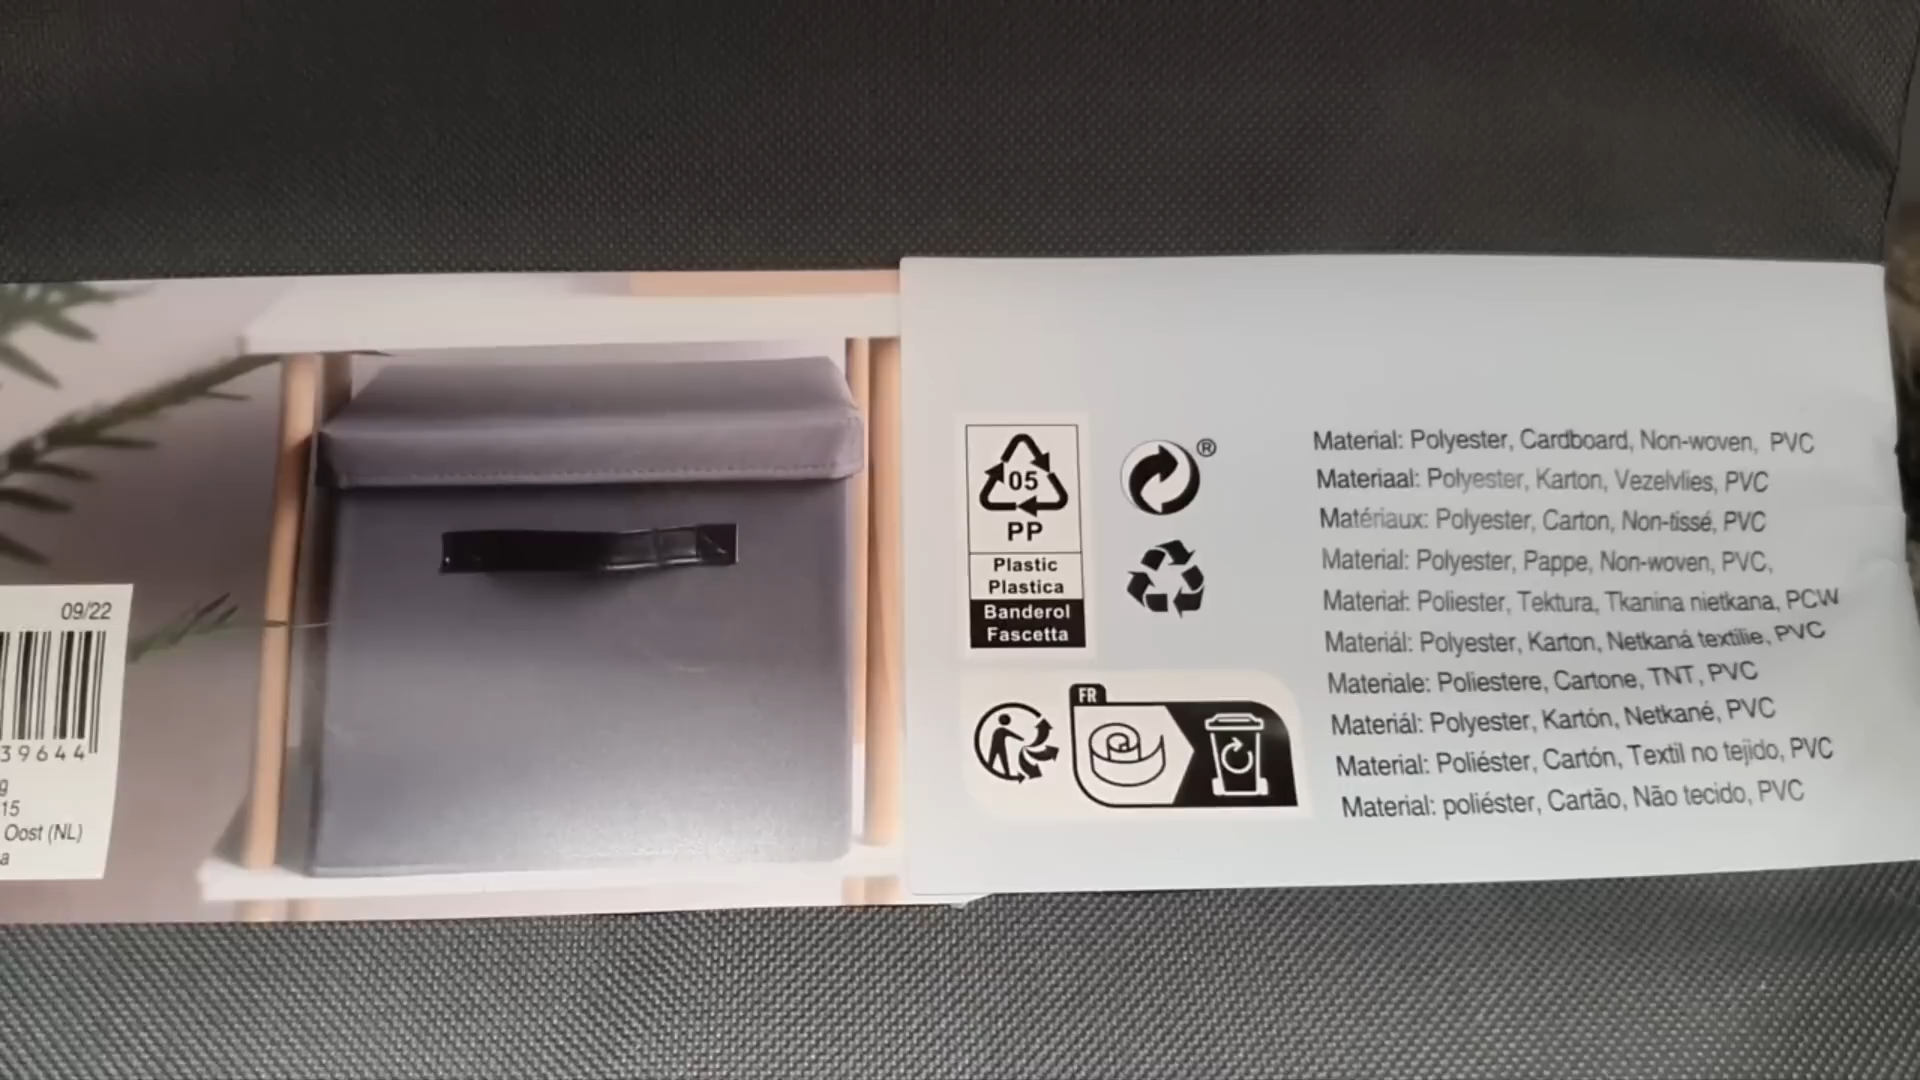 09/22
39644
g
15
Oost (NL)
a
05
PP
Plastic
Plastica
Banderol
Fascetta
®
FR
Material: Polyester, Cardboard, Non-woven, PVC
Materiaal: Polyester, Karton, Vezelvlies, PVC
Matériaux: Polyester, Carton, Non-tissé, PVC
Material: Polyester, Pappe, Non-woven, PVC,
Materiał: Poliester, Tektura, Tkanina nietkana, PCW
Materiál: Polyester, Karton, Netkaná textilie, PVC
Materiale: Poliestere, Cartone, TNT, PVC
Materiál: Polyester, Kartón, Netkané, PVC
Material: Poliéster, Cartón, Textil no tejido, PVC
Material: poliéster, Cartão, Não tecido, PVC